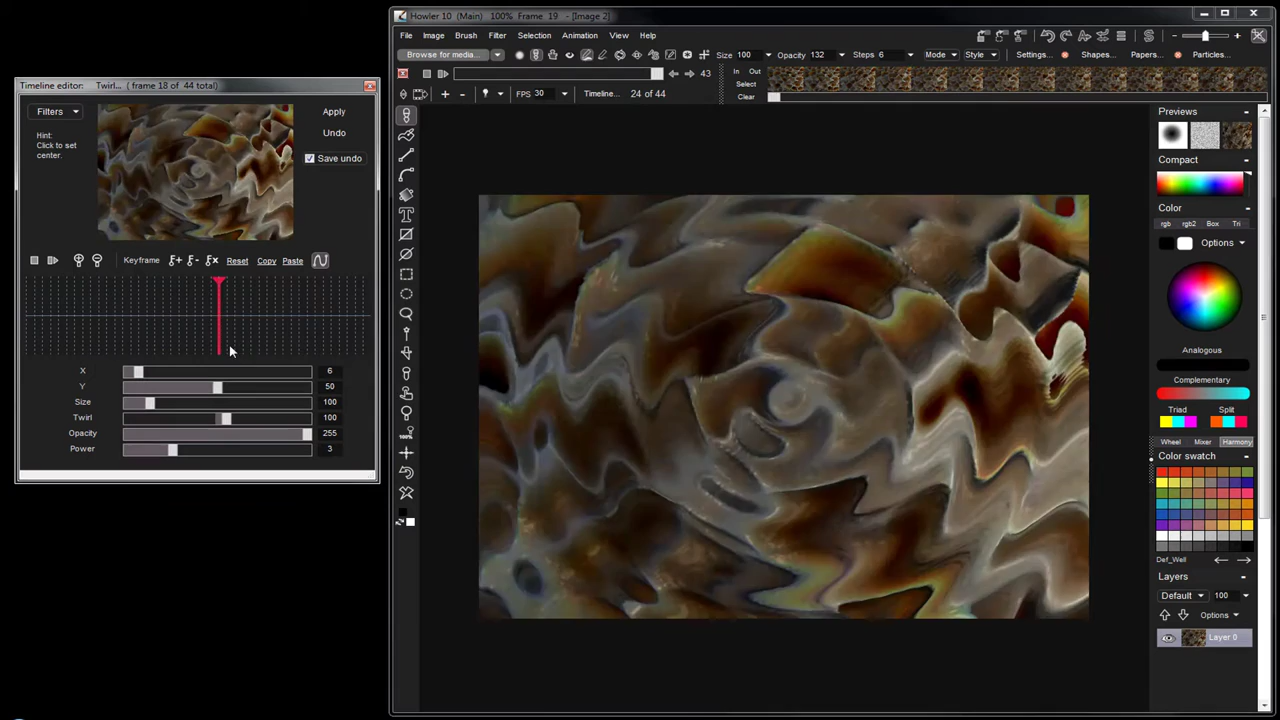 Howler 10 (Main) 100% Frame 19 - [Image 2]
File Image Brush Filter Selection Animation View Help
Browse for media... Size 100 Opacity 132 Steps 6 Mode Style Settings... Shapes... Papers... Particles...
43 In Out
Select
FPS 30 Timeline... 24 of 44 Clear
Timeline editor: Twirl... ( frame 18 of 44 total)
Filters
Hint:
Click to set
center.
Apply
Undo
Save undo
Keyframe Reset Copy Paste
X 6
Y 50
Size 100
Twirl 100
Opacity 255
Power 3
100%
Previews
Compact
Color
rgb rgb2 Box Tri
Options
Analogous
Complementary
Triad Split
Wheel Mixer Harmony
Color swatch
Def_Well
Layers
Default 100
Options
Layer 0